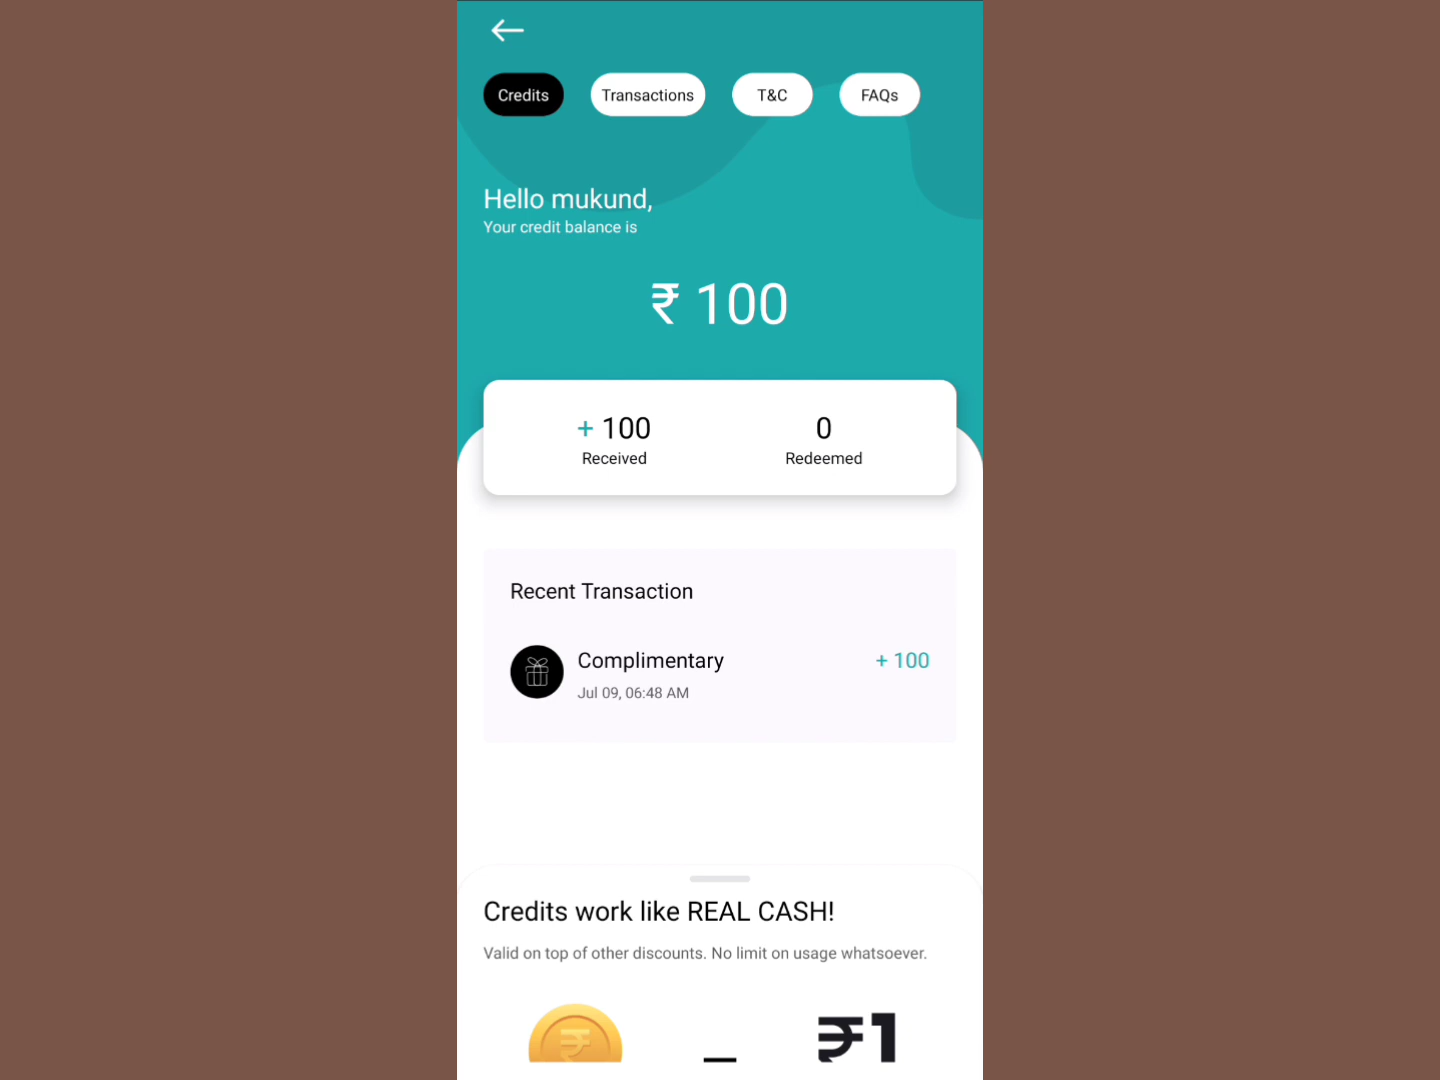 Credits Transactions T&C FAQs
Hello mukund,
Your credit balance is
₹ 100
+ 100 0
Received Redeemed
Recent Transaction
Complimentary + 100
Jul 09, 06:48 AM
Credits work like REAL CASH!
Valid on top of other discounts. No limit on usage whatsoever.
₹ ₹1